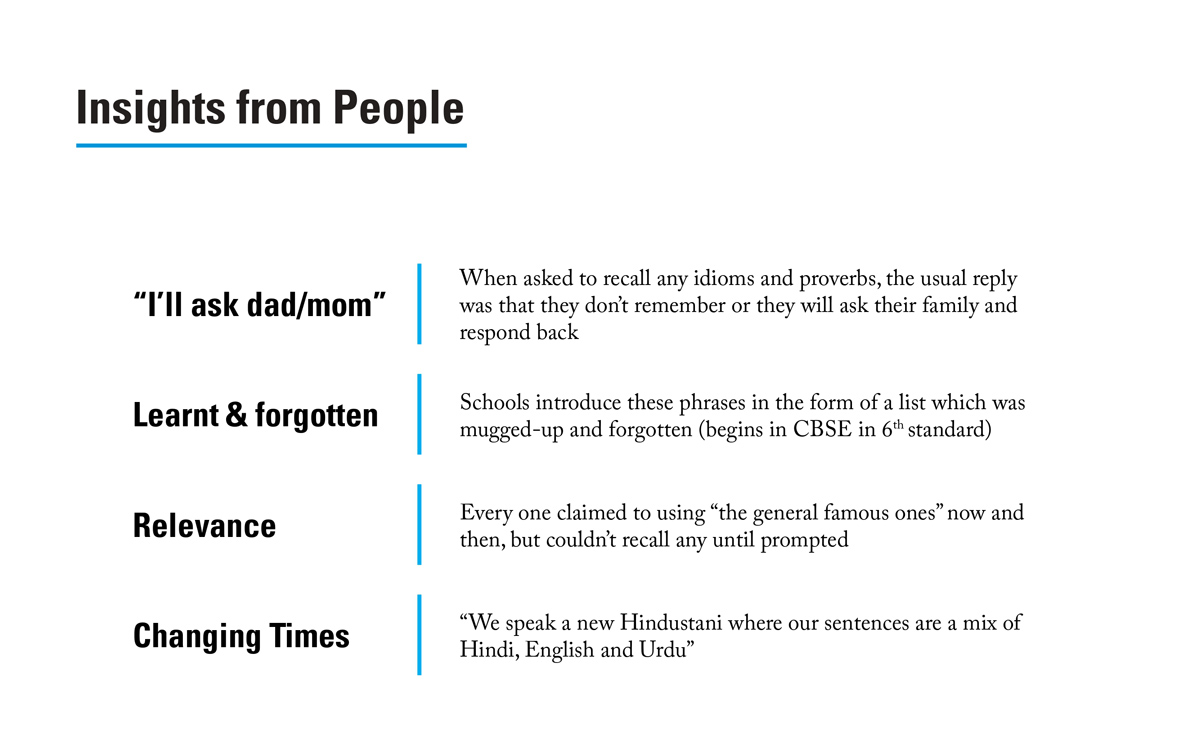 Insights from People
“I’ll ask dad/mom”
When asked to recall any idioms and proverbs, the usual reply
was that they don’t remember or they will ask their family and
respond back
Learnt & forgotten
Schools introduce these phrases in the form of a list which was
mugged-up and forgotten (begins in CBSE in 6th standard)
Relevance
Every one claimed to using “the general famous ones” now and
then, but couldn’t recall any until prompted
Changing Times
“We speak a new Hindustani where our sentences are a mix of
Hindi, English and Urdu”